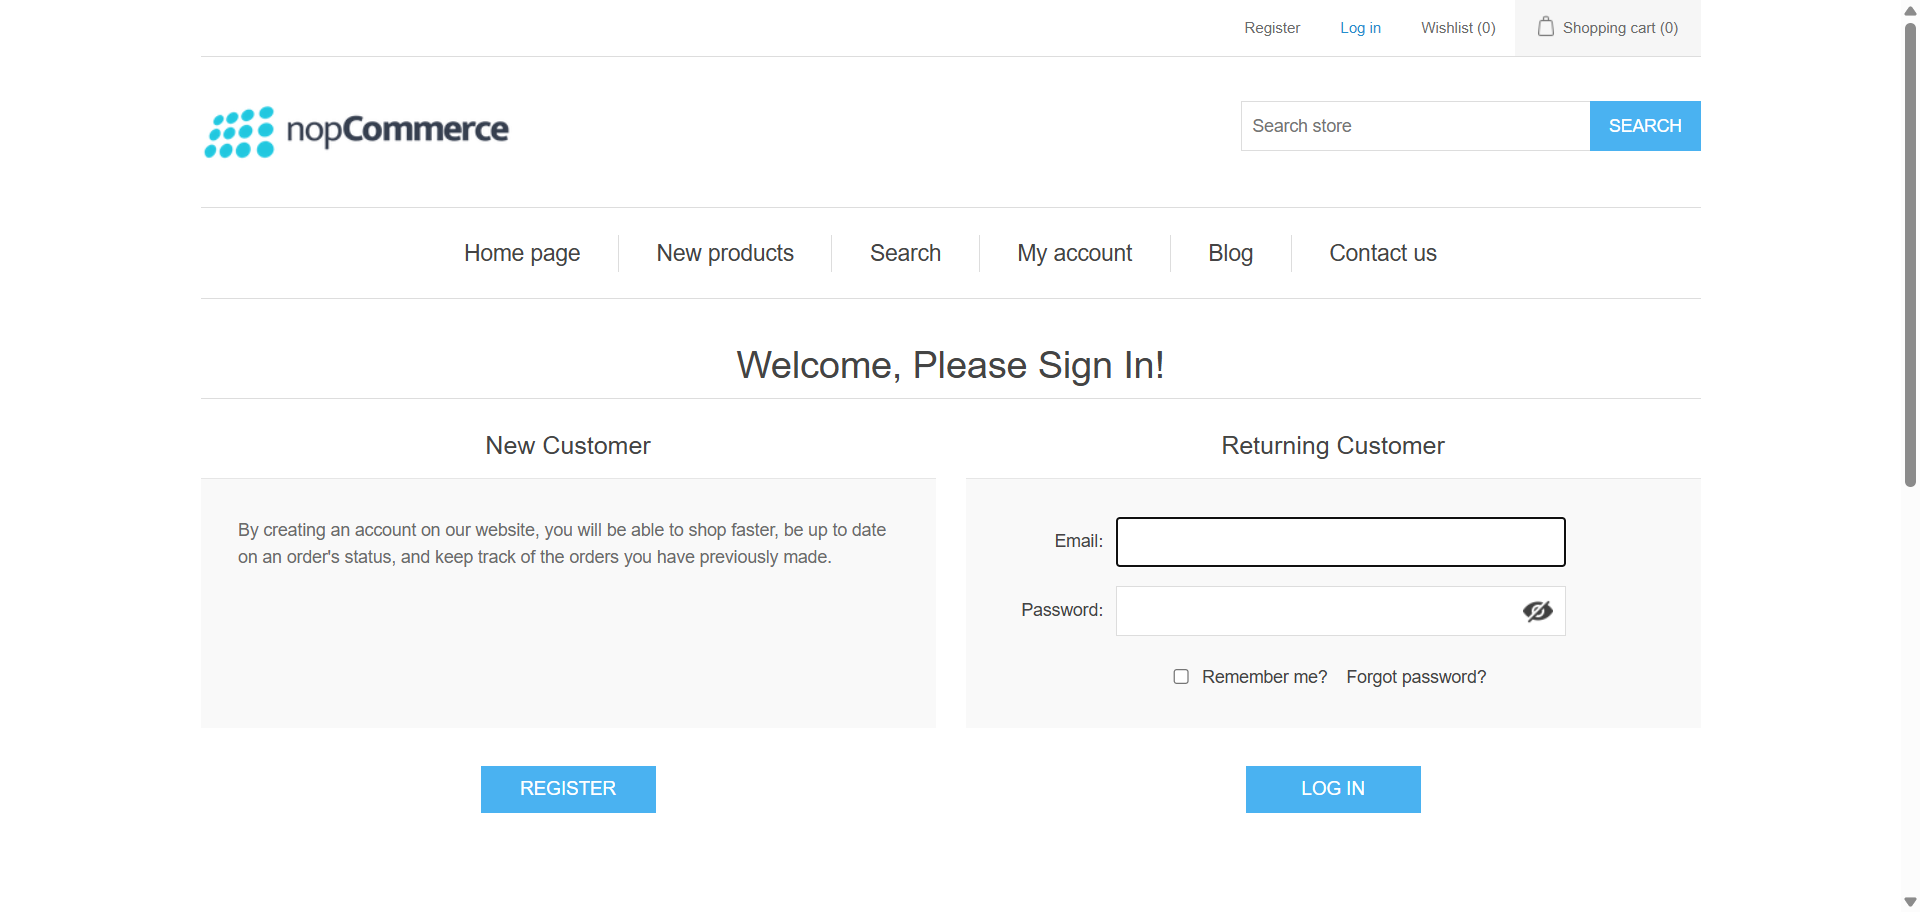 Register Log in Wishlist (0) Shopping cart (0)
nopCommerce
Search store SEARCH
Home page New products Search My account Blog Contact us
Welcome, Please Sign In!
New Customer
By creating an account on our website, you will be able to shop faster, be up to date
on an order's status, and keep track of the orders you have previously made.
REGISTER
Returning Customer
Email:
Password:
Remember me? Forgot password?
LOG IN